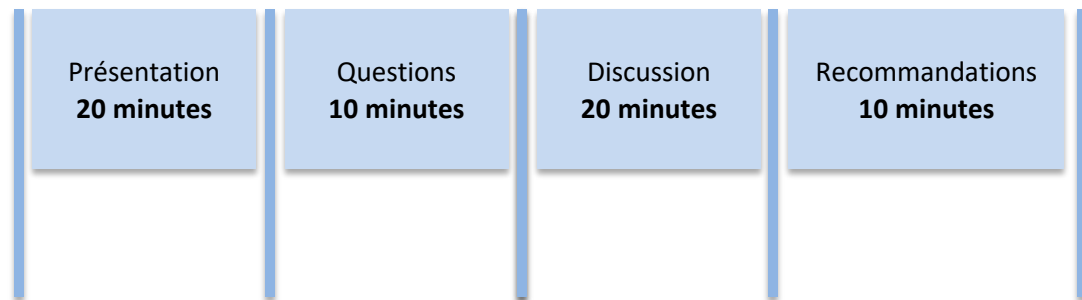 Présentation
20 minutes
Questions
10 minutes
Discussion
20 minutes
Recommandations
10 minutes